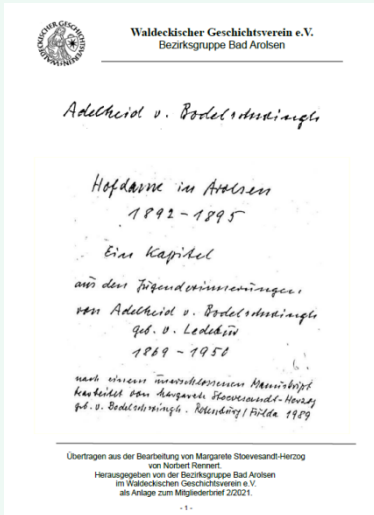 WALDECKISCHER GESCHICHTSVEREIN
Waldeckischer Geschichtsverein e.V.
Bezirksgruppe Bad Arolsen
Adelheid v. Bodelschwingh
Hofdame in Arolsen
1892-1895
Ein Kapitel
aus den Jugenderinnerungen
von Adelheid v. Bodelschwingh
geb. v. Ledebur
1869 - 1950
nach einem Manuskript
bearbeitet von Margarete Stoevesandt-Herzog
geb. v. Bodelschwingh. Rotenburg/Fulda 1989
Übertragen aus der Bearbeitung von Margarete Stoevesandt-Herzog
von Norbert Rennert.
Herausgegeben von der Bezirksgruppe Bad Arolsen
im Waldeckischen Geschichtsverein e.V.
als Anlage zum Mitgliederbrief 2/2021.
- 1 -